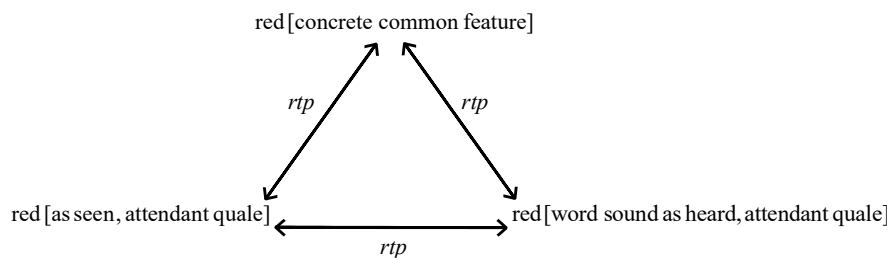 red [concrete common feature]
rtp rtp
red [as seen, attendant quale] red [word sound as heard, attendant quale]
rtp